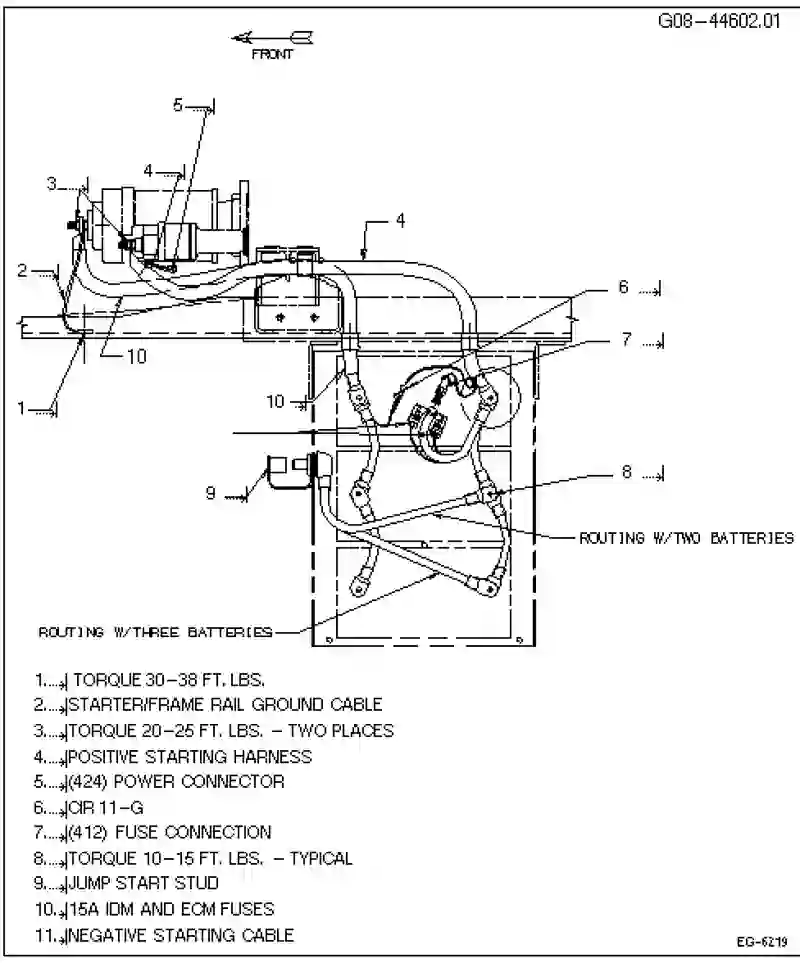 G08-44602.01
FRONT
5
4
3
4
2
6
10
7
10
1
9
8
ROUTING W/TWO BATTERIES
ROUTING W/THREE BATTERIES
1. TORQUE 30-38 FT. LBS.
2. STARTER/FRAME RAIL GROUND CABLE
3. TORQUE 20-25 FT. LBS. - TWO PLACES
4. POSITIVE STARTING HARNESS
5. (424) POWER CONNECTOR
6. CIR 11-G
7. (412) FUSE CONNECTION
8. TORQUE 10-15 FT. LBS. - TYPICAL
9. JUMP START STUD
10. 15A IDM AND ECM FUSES
11. NEGATIVE STARTING CABLE
EG-6219